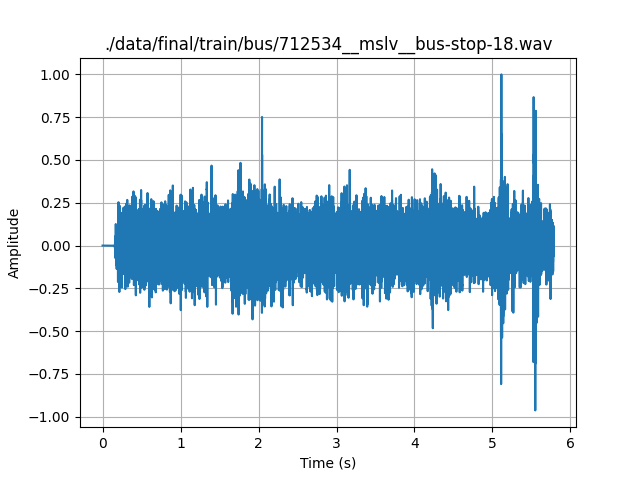 ./data/final/train/bus/712534__mslv__bus-stop-18.wav
1.00
0.75
0.50
0.25
0.00
−0.25
−0.50
−0.75
−1.00
Amplitude
0 1 2 3 4 5 6
Time (s)